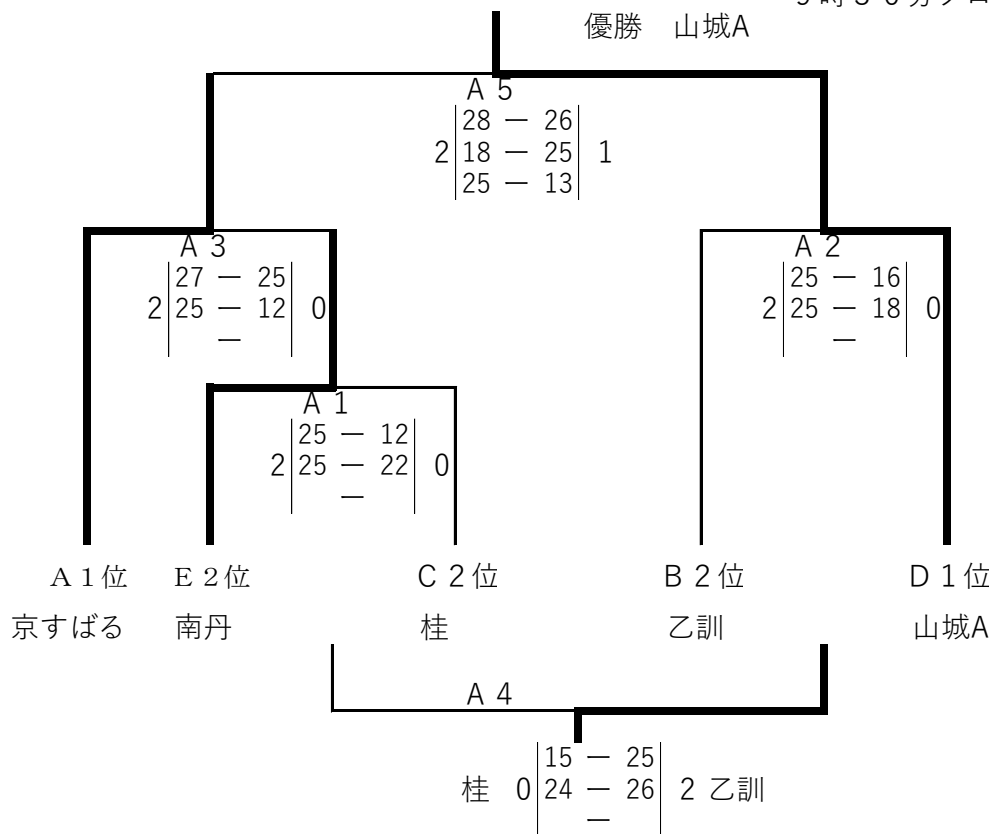 優勝　山城A
A 5
28 － 26
2 18 － 25 1
25 － 13
A 3
27 － 25
2 25 － 12 0
－
A 2
25 － 16
2 25 － 18 0
－
A 1
25 － 12
2 25 － 22 0
－
A 1位 E 2位 C 2位 B 2位 D 1位
京すばる 南丹 桂 乙訓 山城A
A 4
15 － 25
桂 0 24 － 26 2 乙訓
－